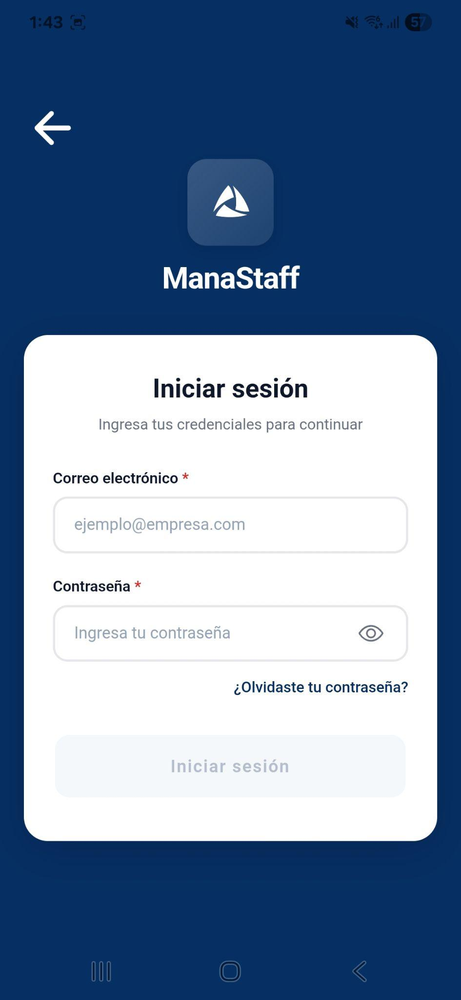 1:43
57
ManaStaff
Iniciar sesión
Ingresa tus credenciales para continuar
Correo electrónico *
ejemplo@empresa.com
Contraseña *
Ingresa tu contraseña
¿Olvidaste tu contraseña?
Iniciar sesión